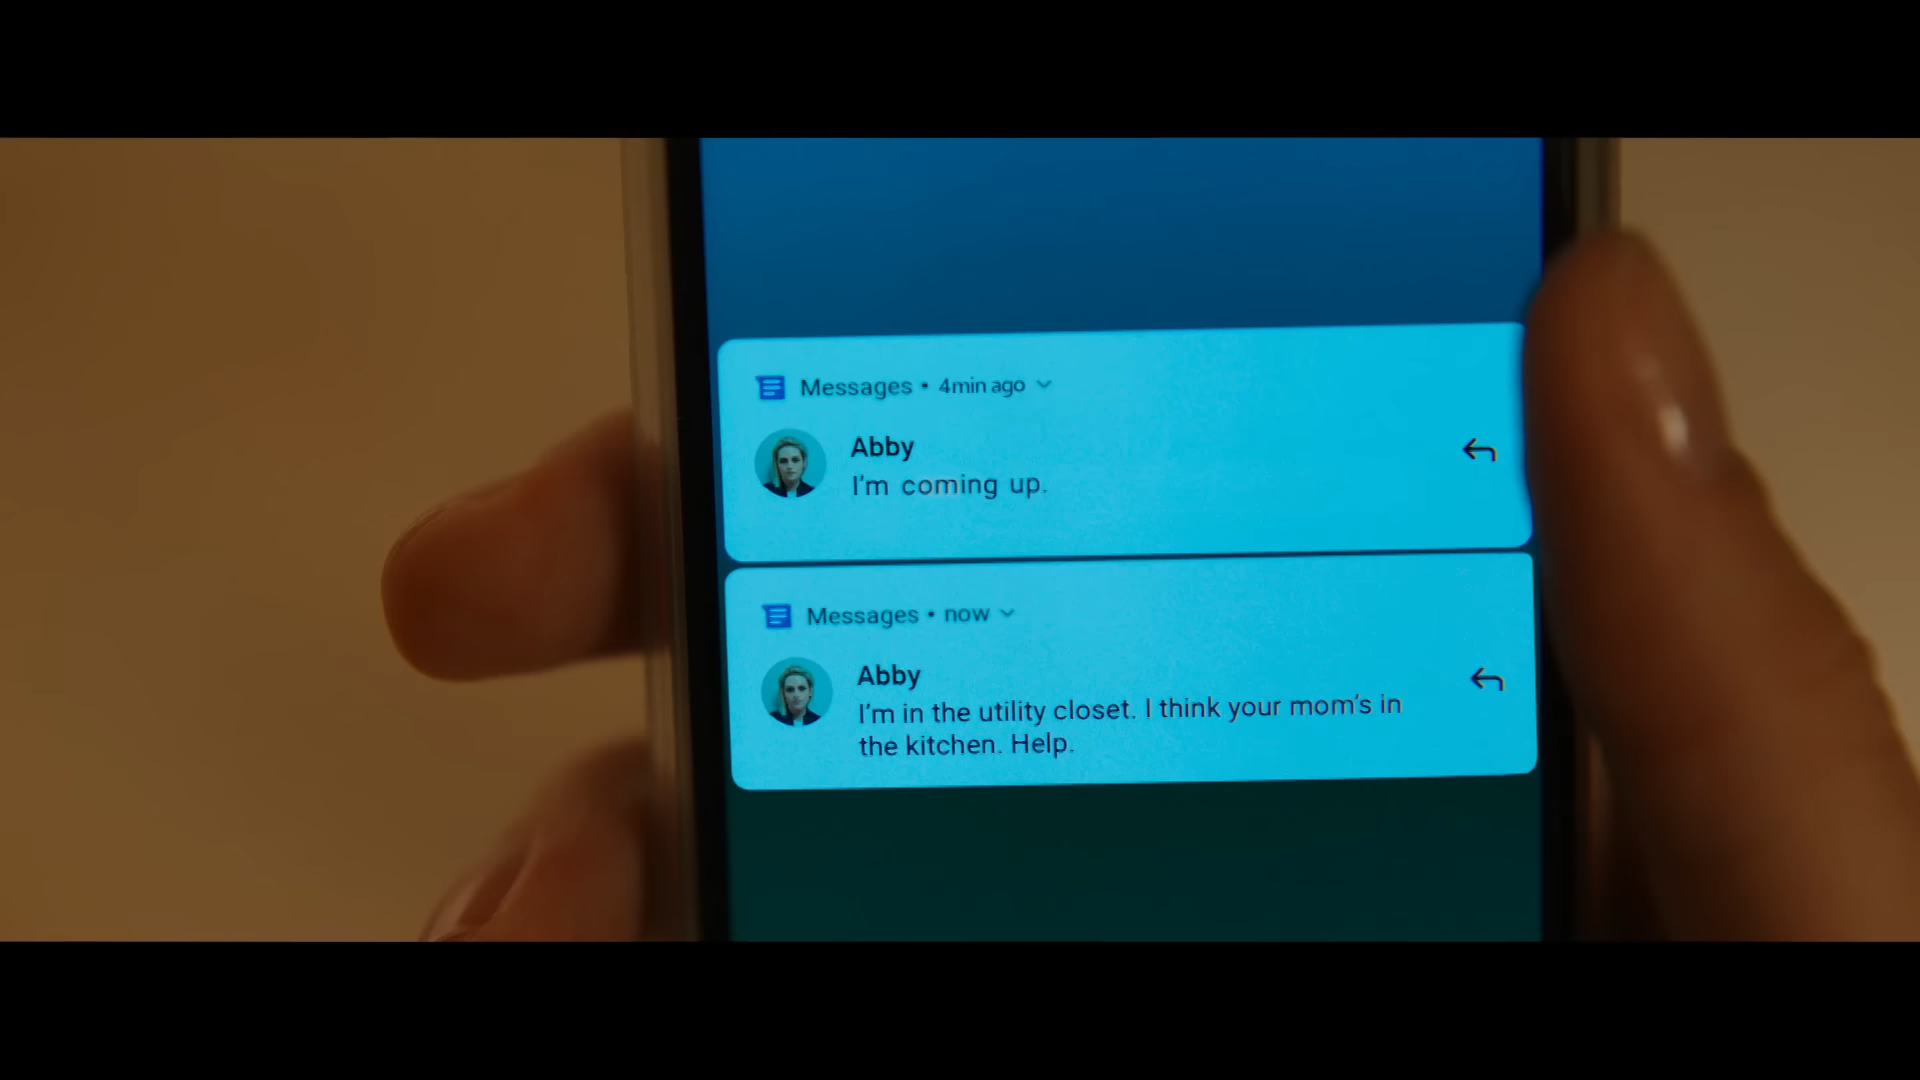 Messages • 4min ago
Abby
I'm coming up.
Messages • now
Abby
I'm in the utility closet. I think your mom's in
the kitchen. Help.